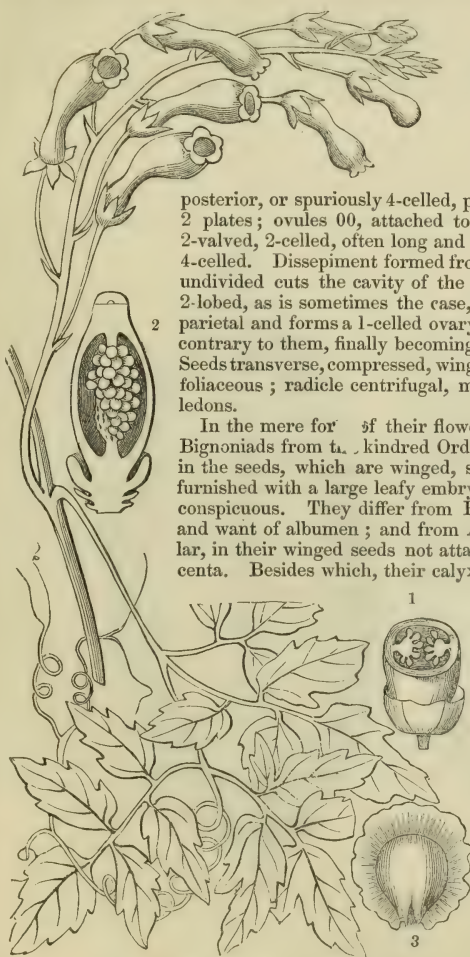 posterior, or spuriously 4-celled, p
2 plates; ovules 00, attached to
2-valved, 2-celled, often long and
4-celled. Dissepiment formed fro
undivided cuts the cavity of the
2-lobed, as is sometimes the case,
parietal and forms a 1-celled ovary
contrary to them, finally becoming
Seeds transverse, compressed, wing
foliaceous; radicle centrifugal, m
ledons.
In the mere for of their flowe
Bignoniads from kindred Ord
in the seeds, which are winged, s
furnished with a large leafy embry
conspicuous. They differ from
and want of albumen; and from
lar, in their winged seeds not atta
centa. Besides which, their caly
2
1
3